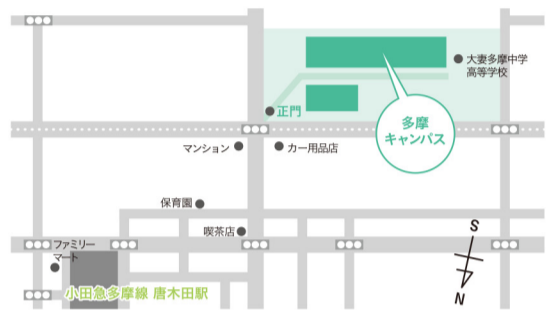 大妻多摩中学
高等学校
正門
多摩
キャンパス
マンション
カー用品店
保育園
喫茶店
ファミリー
マート
小田急多摩線 唐木田駅
S
N